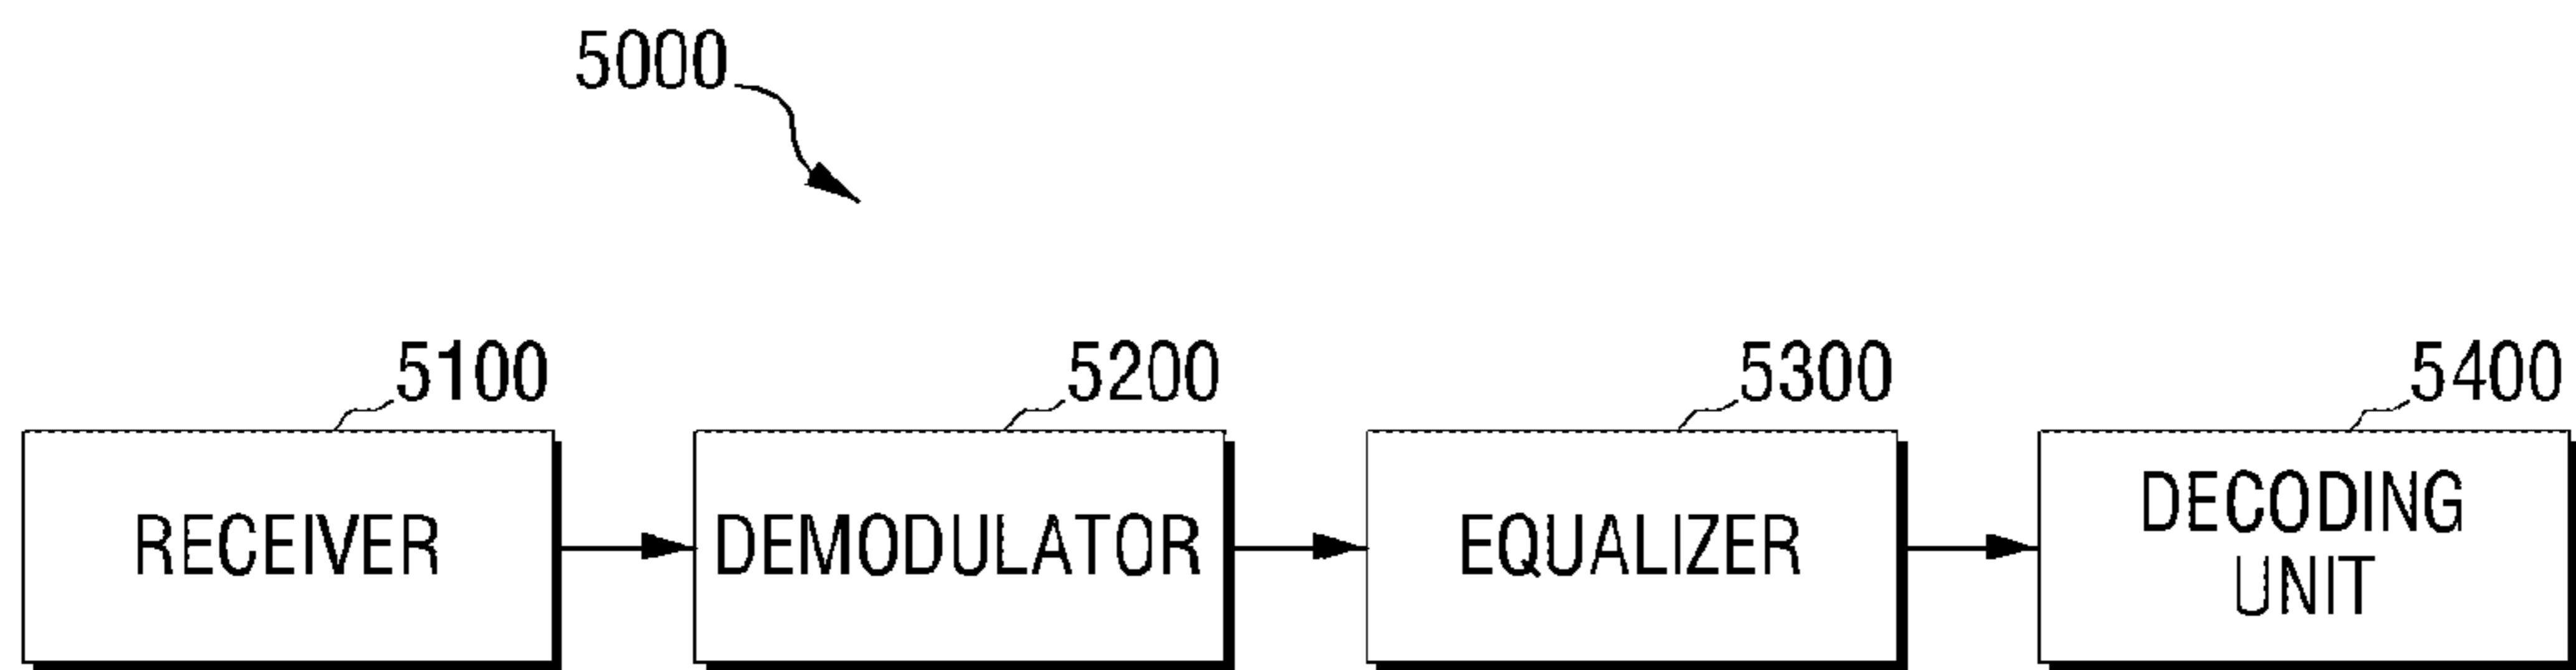 5000
5100
5200
5300
5400
RECEIVER
DEMODULATOR
EQUALIZER
DECODING
UNIT